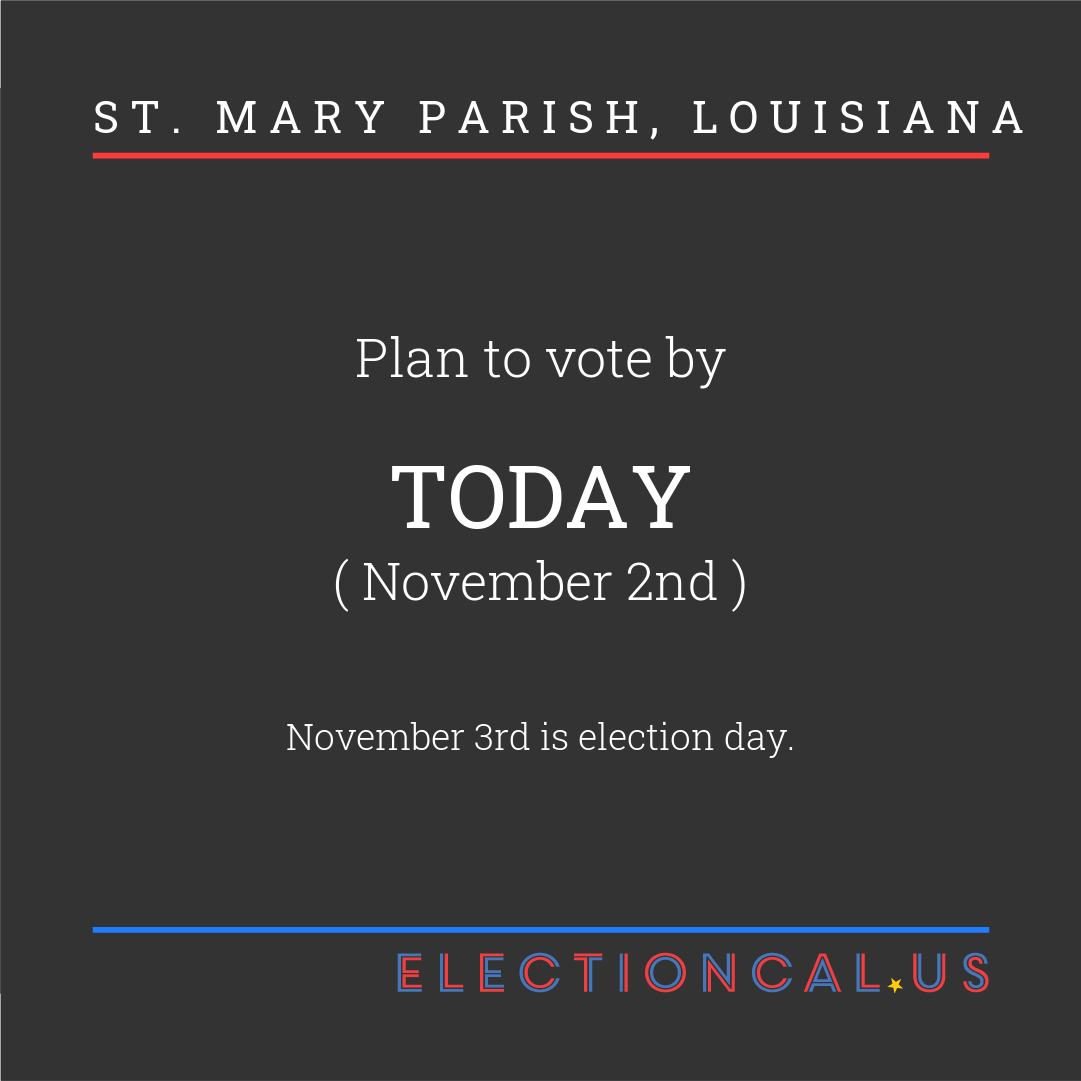 ST. MARY PARISH, LOUISIANA
Plan to vote by
TODAY
( November 2nd )
November 3rd is election day.
ELECTIONCAL.US